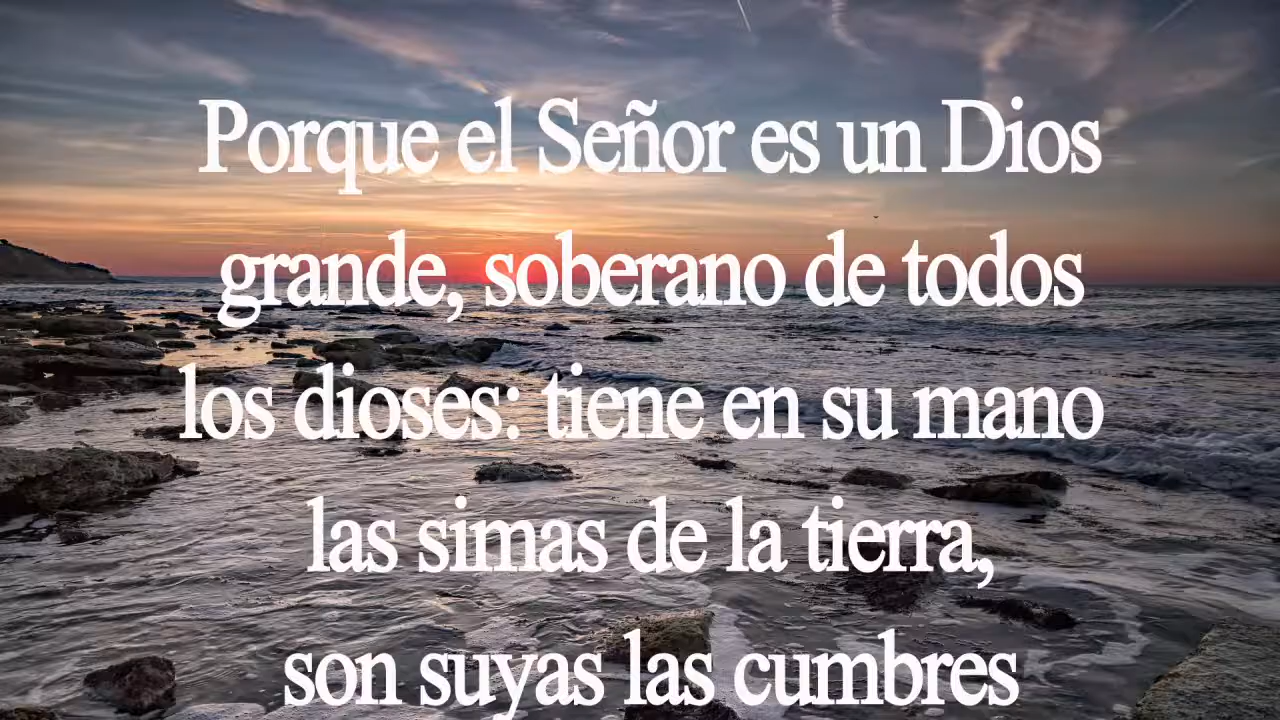 Porque el Señor es un Dios
grande, soberano de todos
los dioses: tiene en su mano
las simas de la tierra,
son suyas las cumbres